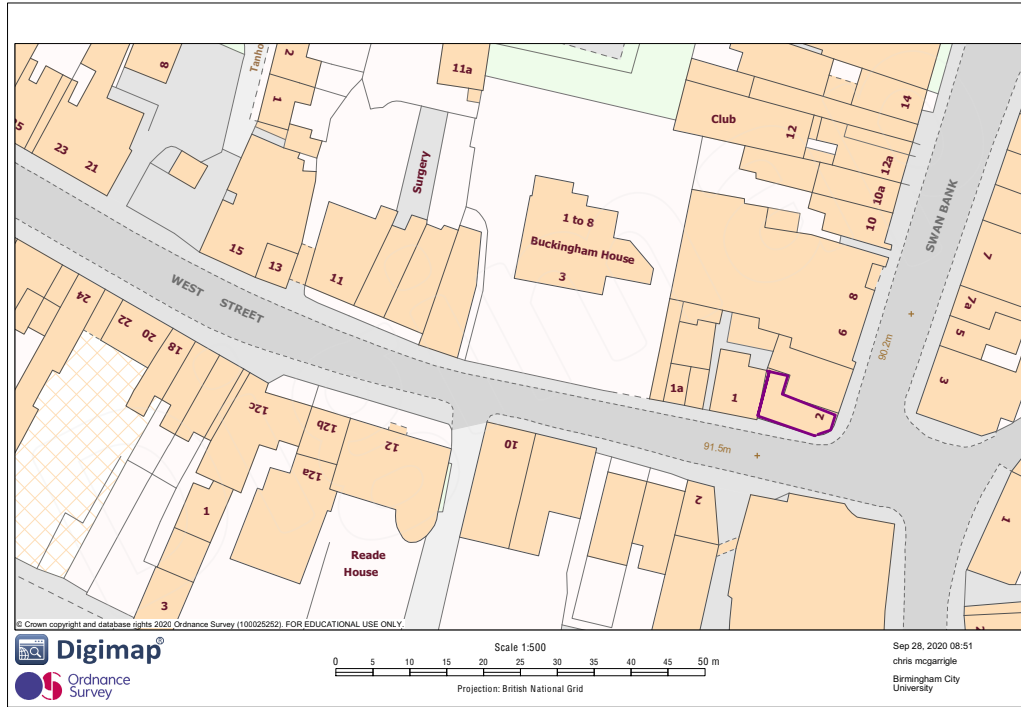 8
Tanho
2
1
11a
14
Club
12
12a
10a
10
SWAN BANK
25
23
21
Surgery
1 to 8
Buckingham House
3
15
13
11
WEST STREET
8
6
90.2m
7
7a
5
3
24
22
20
18
1a
1
2
12c
12b
12
12a
10
91.5m
2
1
1
Reade
House
3
2
© Crown copyright and database rights 2020 Ordnance Survey (100025252). FOR EDUCATIONAL USE ONLY.
Digimap®
Ordnance
Survey
Scale 1:500
0 5 10 15 20 25 30 35 40 45 50 m
Projection: British National Grid
Sep 28, 2020 08:51
chris mcgarrigle
Birmingham City
University